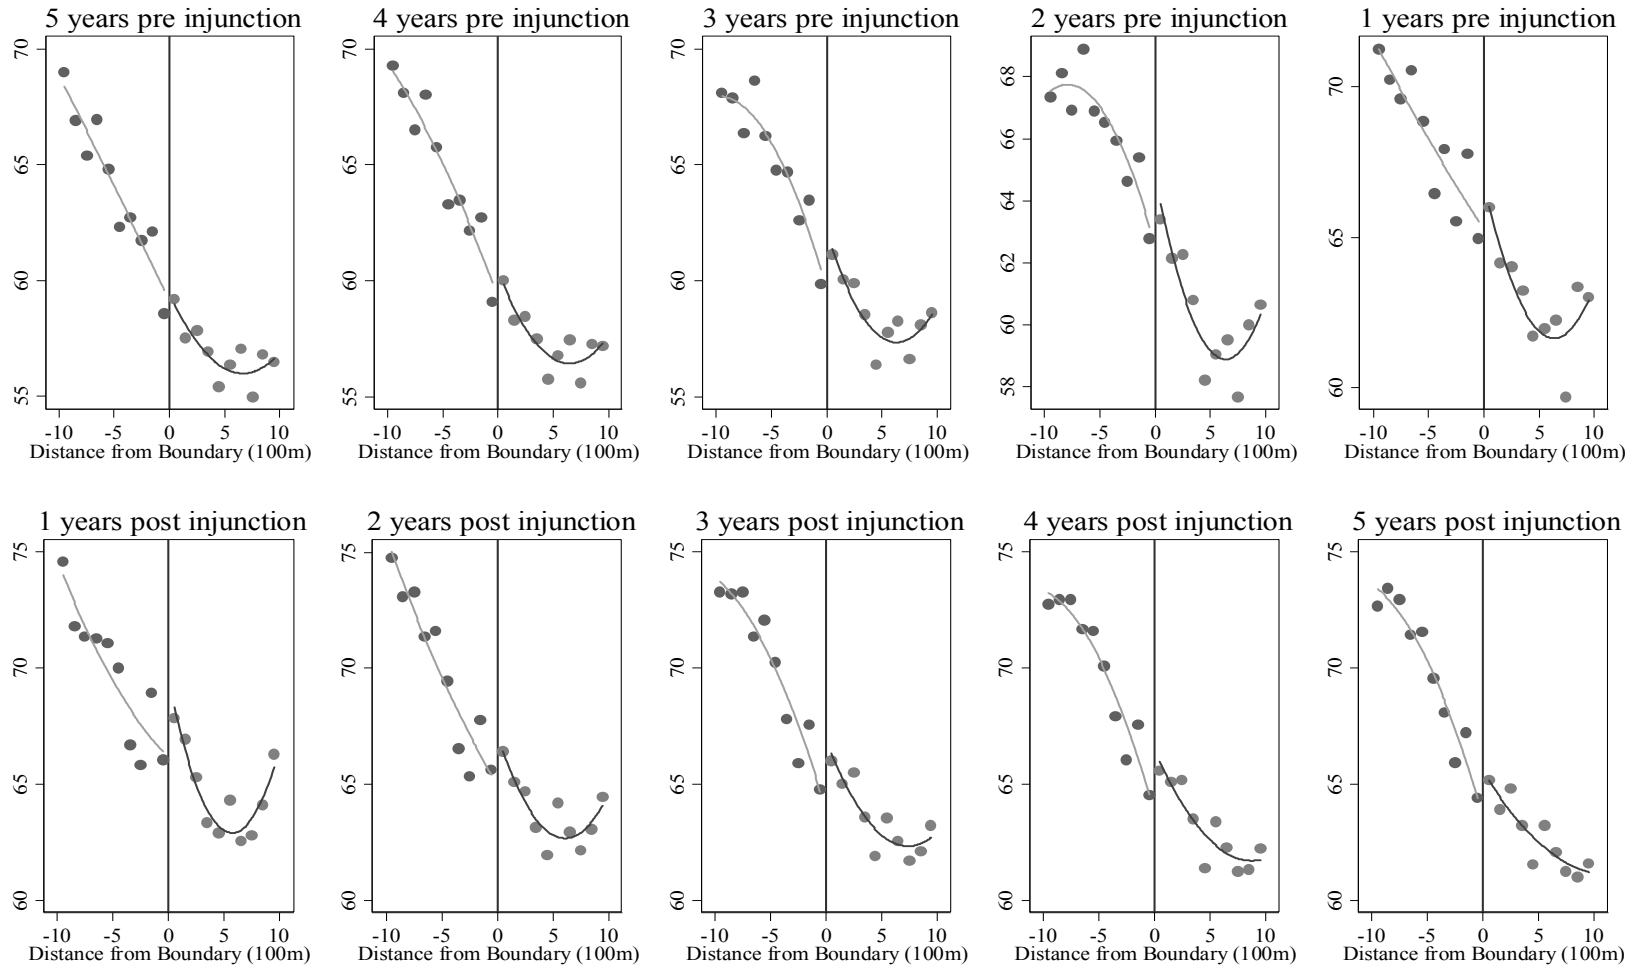 5 years pre injunction 4 years pre injunction 3 years pre injunction 2 years pre injunction 1 years pre injunction
70 70 70 68 70
65 65 65 66 65
60 60 60 64 60
55 55 55 62
60
58
-10 -5 0 5 10 -10 -5 0 5 10 -10 -5 0 5 10 -10 -5 0 5 10 -10 -5 0 5 10
Distance from Boundary (100m) Distance from Boundary (100m) Distance from Boundary (100m) Distance from Boundary (100m) Distance from Boundary (100m)
1 years post injunction 2 years post injunction 3 years post injunction 4 years post injunction 5 years post injunction
75 75 75 75 75
70 70 70 70 70
65 65 65 65 65
60 60 60 60 60
-10 -5 0 5 10 -10 -5 0 5 10 -10 -5 0 5 10 -10 -5 0 5 10 -10 -5 0 5 10
Distance from Boundary (100m) Distance from Boundary (100m) Distance from Boundary (100m) Distance from Boundary (100m) Distance from Boundary (100m)